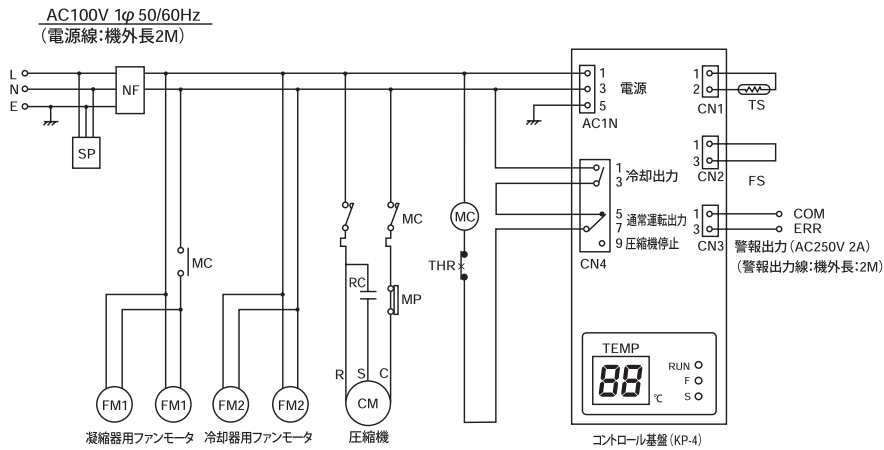 AC100V 1φ 50/60Hz
(電源線：機外長2M)
L
N
E
NF
SP
MC
FM1
FM1
FM2
FM2
凝縮器用ファンモータ
冷却器用ファンモータ
MC
RC
MP
R
S
C
CM
圧縮機
MC
THR
1
3
5
電源
AC1N
1
3
冷却出力
5
通常運転出力
7
9
圧縮機停止
CN4
1
2
CN1
TS
1
3
CN2
FS
1
3
CN3
COM
ERR
警報出力(AC250V 2A)
(警報出力線：機外長：2M)
TEMP
88
℃
RUN
F
S
コントロール基盤(KP-4)